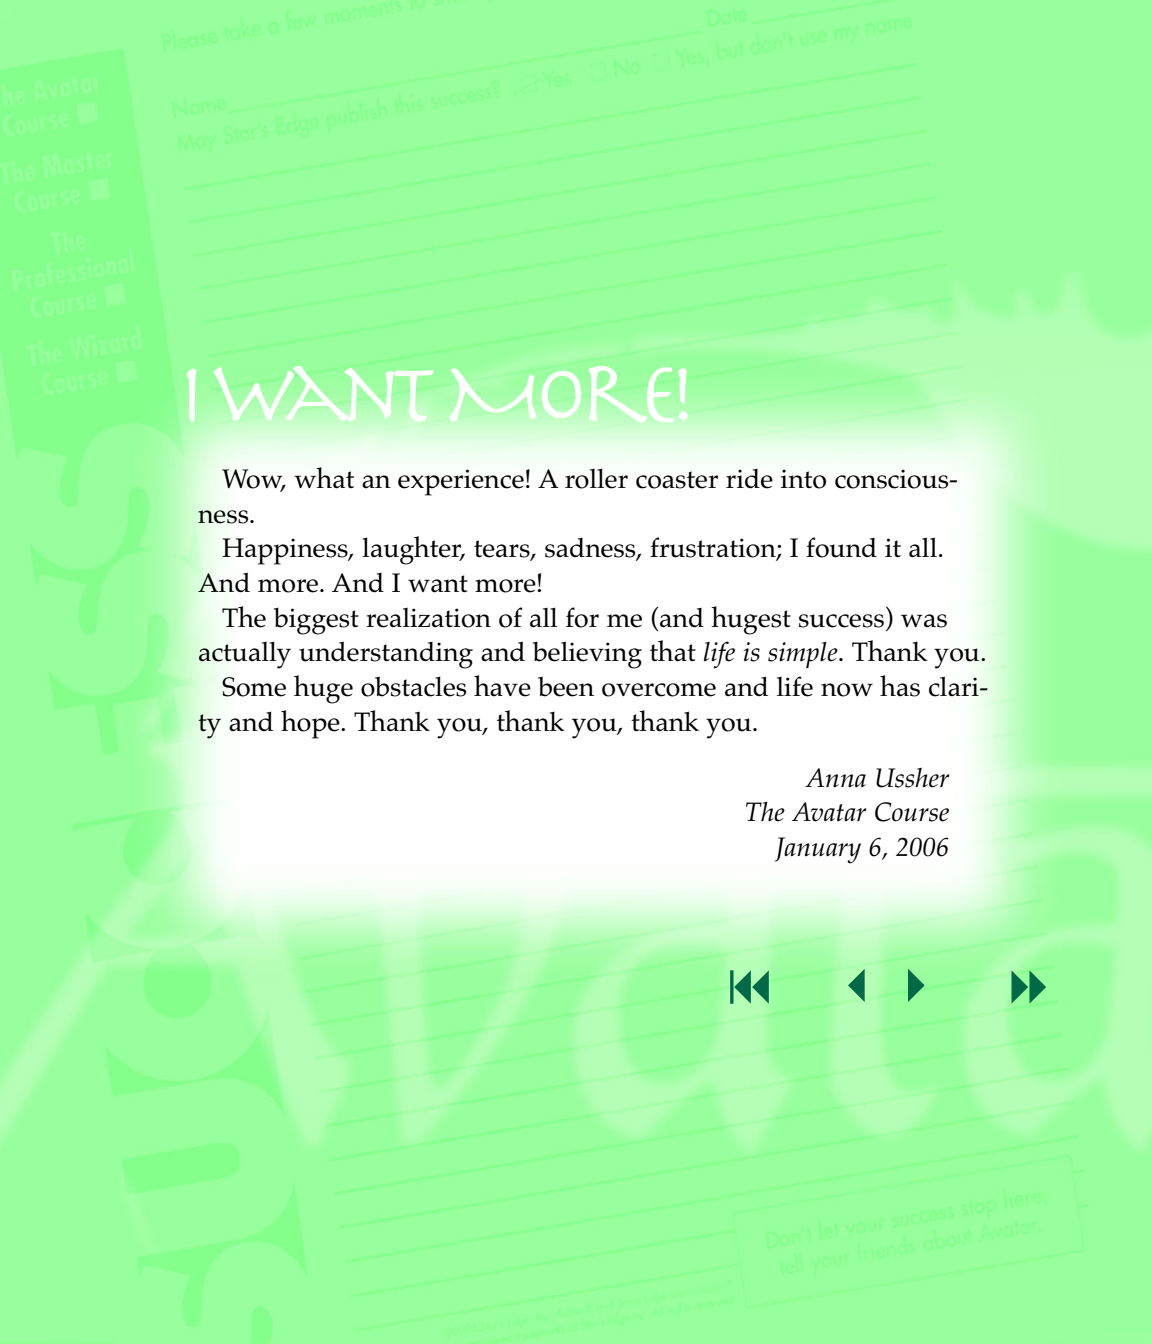 Please take a few moments to
Date
Name
May Star's Edge publish this success? Yes No Yes, but don't use my name
The Avatar
Course
The Master
Course
The
Professional
Course
The Wizard
Course
I WANT MORE!
Wow, what an experience! A roller coaster ride into conscious-
ness.
Happiness, laughter, tears, sadness, frustration; I found it all.
And more. And I want more!
The biggest realization of all for me (and hugest success) was
actually understanding and believing that life is simple. Thank you.
Some huge obstacles have been overcome and life now has clari-
ty and hope. Thank you, thank you, thank you.
Anna Ussher
The Avatar Course
January 6, 2006
Success
Avata
Don't let your success stop here,
tell your friends about Avatar.